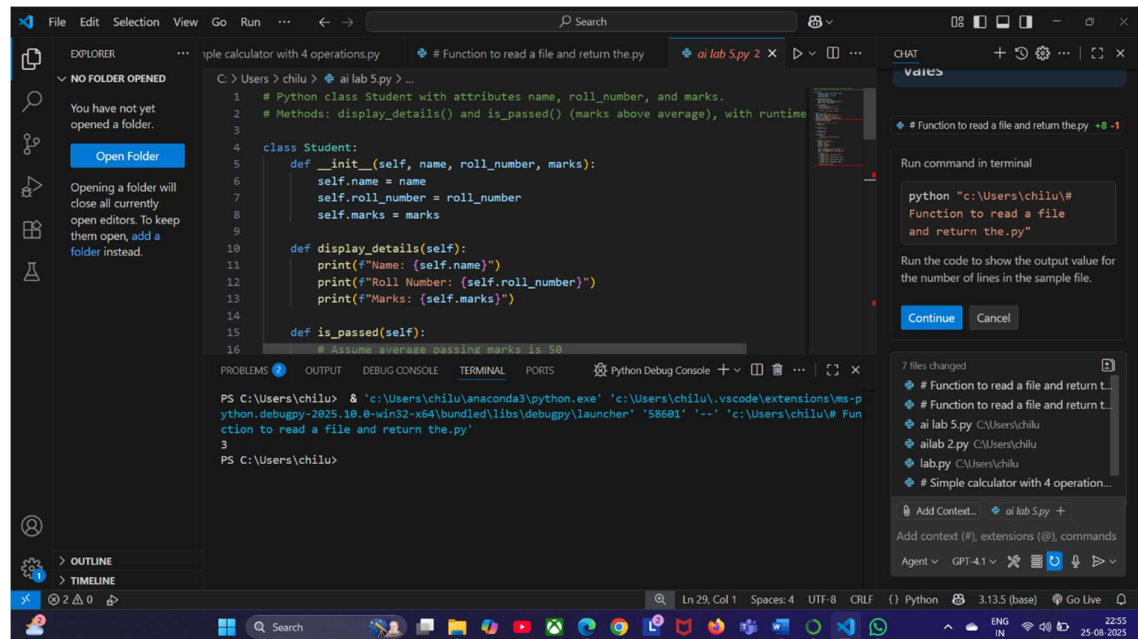 File Edit Selection View Go Run ··· Search
EXPLORER ···
NO FOLDER OPENED
You have not yet
opened a folder.
Open Folder
Opening a folder will
close all currently
open editors. To keep
them open, add a
folder instead.
OUTLINE
TIMELINE
ple calculator with 4 operations.py # Function to read a file and return the.py ai lab 5.py 2
C: > Users > chilu > ai lab 5.py > ...
1 # Python class Student with attributes name, roll_number, and marks.
2 # Methods: display_details() and is_passed() (marks above average), with runtime
3
4 class Student:
5 def __init__(self, name, roll_number, marks):
6 self.name = name
7 self.roll_number = roll_number
8 self.marks = marks
9
10 def display_details(self):
11 print(f"Name: {self.name}")
12 print(f"Roll Number: {self.roll_number}")
13 print(f"Marks: {self.marks}")
14
15 def is_passed(self):
16 # Assume average passing marks is 50
PROBLEMS 2 OUTPUT DEBUG CONSOLE TERMINAL PORTS Python Debug Console
PS C:\Users\chilu> & 'c:\Users\chilu\anaconda3\python.exe' 'c:\Users\chilu\.vscode\extensions\ms-p
ython.debugpy-2025.10.0-win32-x64\bundled\libs\debugpy\launcher' '58601' '--' 'c:\Users\chilu\# Fun
ction to read a file and return the.py'
3
PS C:\Users\chilu>
CHAT
vales
# Function to read a file and return the.py +8 -1
Run command in terminal
python "c:\Users\chilu\#
Function to read a file
and return the.py"
Run the code to show the output value for
the number of lines in the sample file.
Continue Cancel
7 files changed
# Function to read a file and return t...
# Function to read a file and return t...
ai lab 5.py C:\Users\chilu
ailab 2.py C:\Users\chilu
lab.py C:\Users\chilu
# Simple calculator with 4 operation...
Add Context... ai lab 5.py +
Add context (#), extensions (@), commands
Agent GPT-4.1
2 0 Ln 29, Col 1 Spaces: 4 UTF-8 CRLF {} Python 3.13.5 (base) Go Live
Search ENG
IN 22:55
25-08-2025